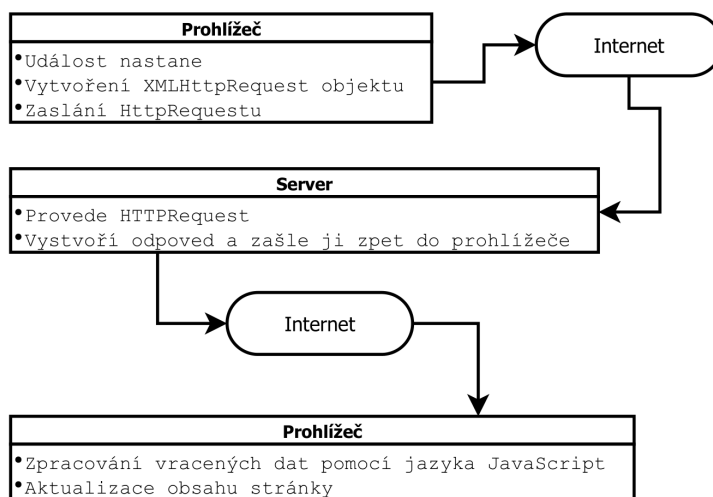 Prohlížeč
•Událost nastane
•Vytvoření XMLHttpRequest objektu
•Zaslání HttpRequestu
Internet
Server
•Provede HTTPRequest
•Vystvoří odpoved a zašle ji zpet do prohlížeče
Internet
Prohlížeč
•Zpracování vracených dat pomocí jazyka JavaScript
•Aktualizace obsahu stránky